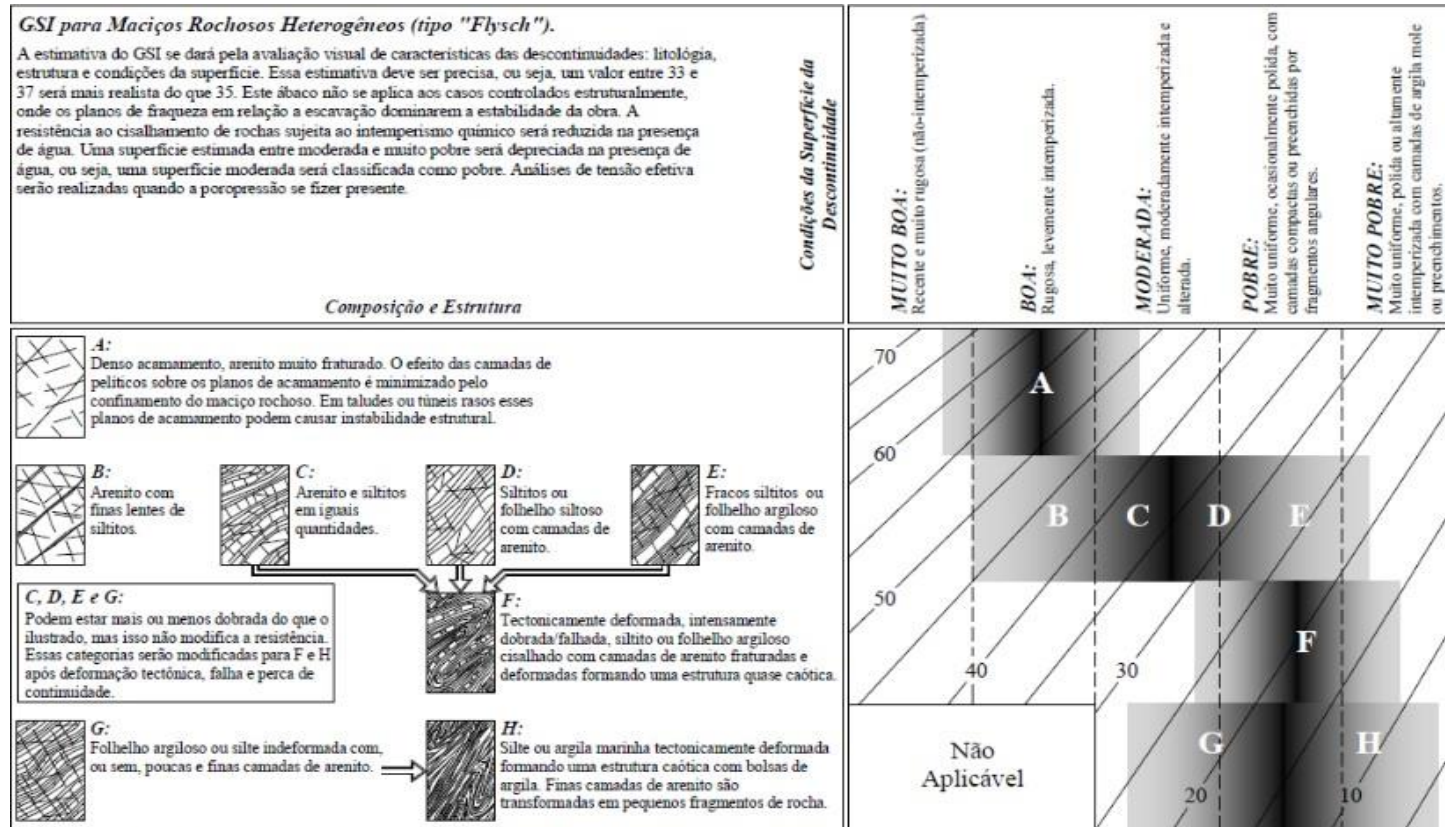 GSI para Maciços Rochosos Heterogêneos (tipo "Flysch").
A estimativa do GSI se dará pela avaliação visual de características das descontinuidades: litológia,
estrutura e condições da superfície. Essa estimativa deve ser precisa, ou seja, um valor entre 33 e
37 será mais realista do que 35. Este ábaco não se aplica aos casos controlados estruturalmente,
onde os planos de fraqueza em relação a escavação dominarem a estabilidade da obra. A
resistência ao cisalhamento de rochas sujeita ao intemperismo químico será reduzida na presença
de água. Uma superfície estimada entre moderada e muito pobre será depreciada na presença de
água, ou seja, uma superfície moderada será classificada como pobre. Análises de tensão efetiva
serão realizadas quando a poropressão se fizer presente.
Composição e Estrutura
Condições da Superfície da
Descontinuidade
MUITO BOA:
Recente e muito rugosa (não-intemperizada).
BOA:
Rugosa, levemente intemperizada.
MODERADA:
Uniforme, moderadamente intemperizada e
alterada.
POBRE:
Muito uniforme, ocasionalmente polida, com
camadas compactas ou preenchidas por
fragmentos angulares.
MUITO POBRE:
Muito uniforme, polida ou altamente
intemperizada com camadas de argila mole
ou preenchimentos.
A:
Denso acamamento, arenito muito fraturado. O efeito das camadas de
pelíticos sobre os planos de acamamento é minimizado pelo
confinamento do maciço rochoso. Em taludes ou túneis rasos esses
planos de acamamento podem causar instabilidade estrutural.
B:
Arenito com
finas lentes de
siltitos.
C:
Arenito e siltitos
em iguais
quantidades.
D:
Siltitos ou
folhelho siltoso
com camadas de
arenito.
E:
Fracos siltitos ou
folhelho argiloso
com camadas de
arenito.
C, D, E e G:
Podem estar mais ou menos dobrada do que o
ilustrado, mas isso não modifica a resistência.
Essas categorias serão modificadas para F e H
após deformação tectônica, falha e perca de
continuidade.
F:
Tectonicamente deformada, intensamente
dobrada/falhada, siltito ou folhelho argiloso
cisalhado com camadas de arenito fraturadas e
deformadas formando uma estrutura quase caótica.
G:
Folhelho argiloso ou silte indeformada com,
ou sem, poucas e finas camadas de arenito.
H:
Silte ou argila marinha tectonicamente deformada
formando uma estrutura caótica com bolsas de
argila. Finas camadas de arenito são
transformadas em pequenos fragmentos de rocha.
70
A
60
B C D E
50
F
40 30
Não
Aplicável
G H
20 10